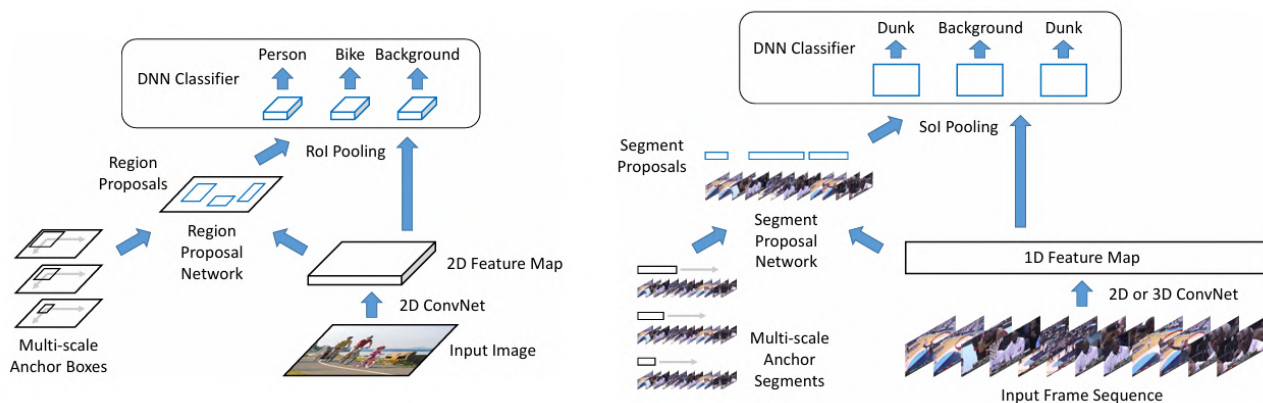 Person Bike Background
DNN Classifier
RoI Pooling
Region
Proposals
Region
Proposal
Network
2D Feature Map
2D ConvNet
Input Image
Multi-scale
Anchor Boxes
Dunk Background Dunk
DNN Classifier
SoI Pooling
Segment
Proposals
Segment
Proposal
Network
1D Feature Map
2D or 3D ConvNet
Multi-scale
Anchor
Segments
Input Frame Sequence